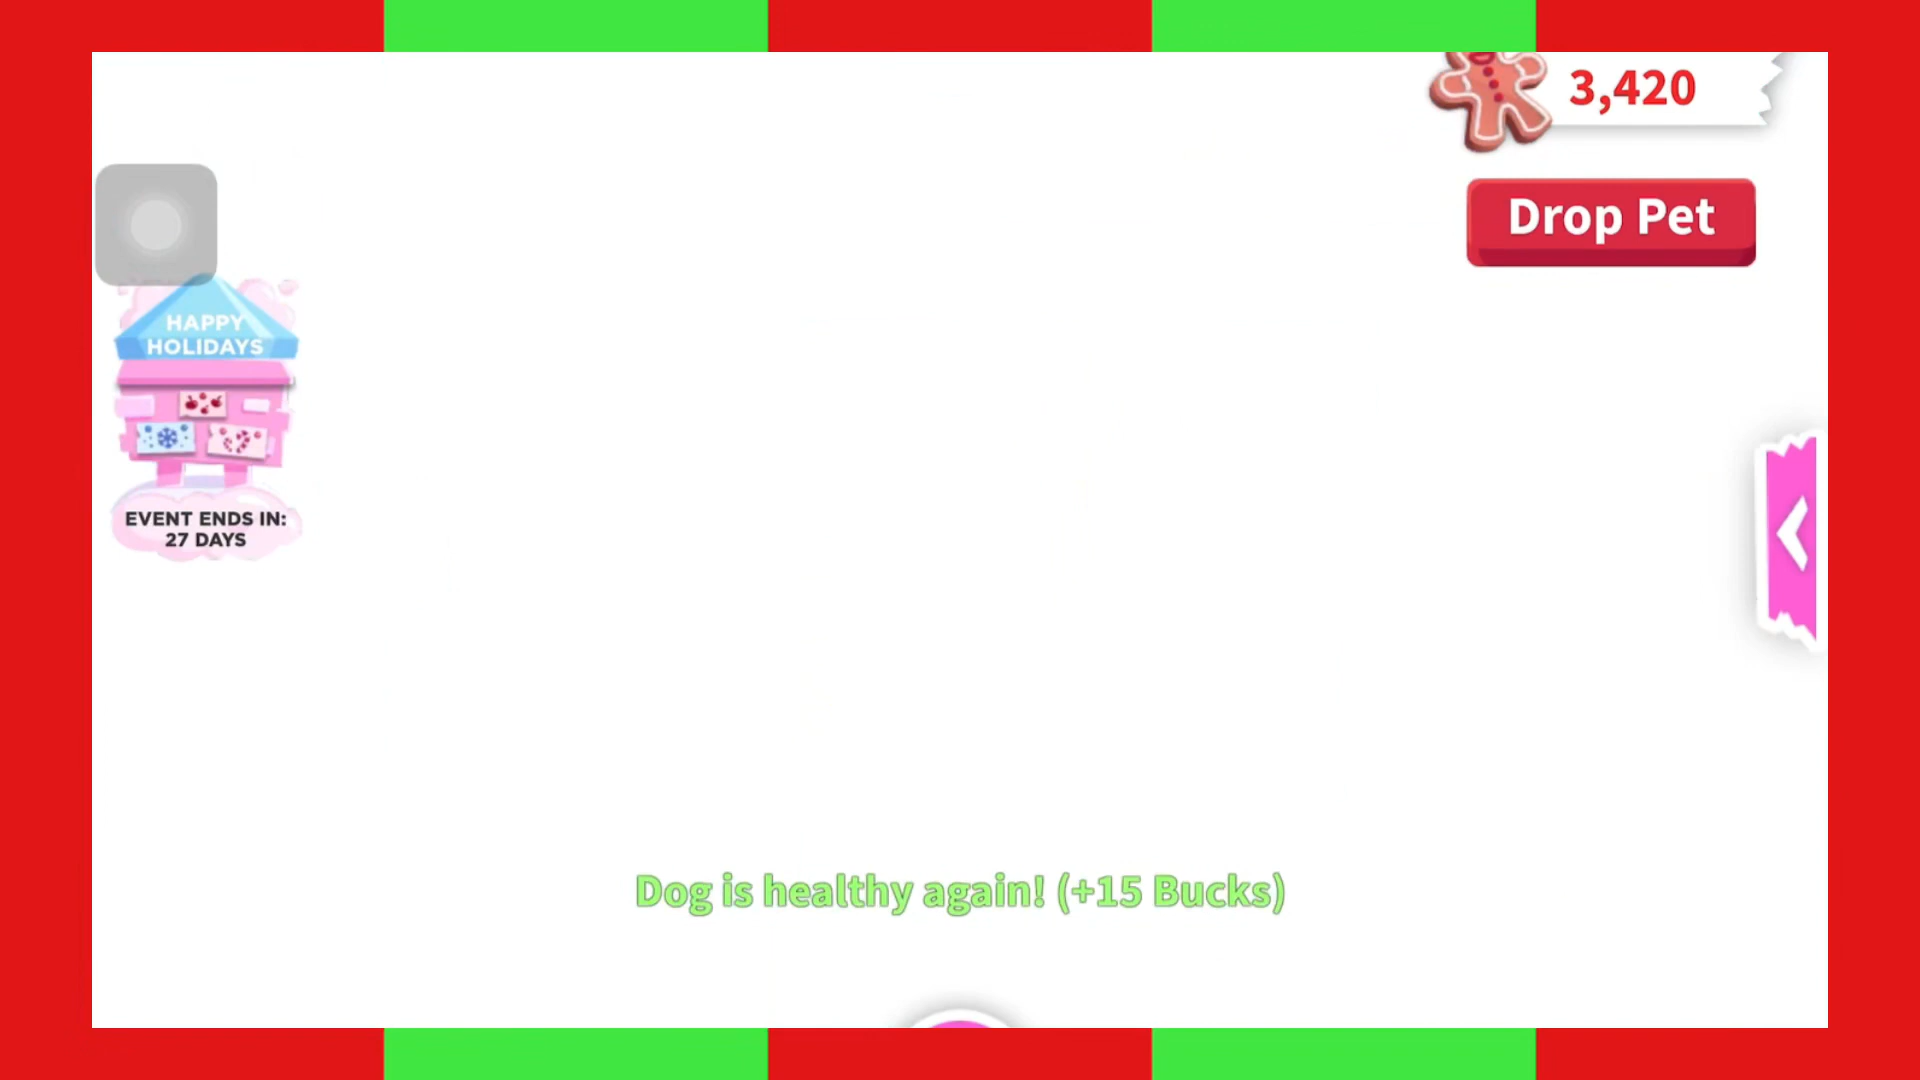 3,420
Drop Pet
HAPPY
HOLIDAYS
EVENT ENDS IN:
27 DAYS
Dog is healthy again! (+15 Bucks)